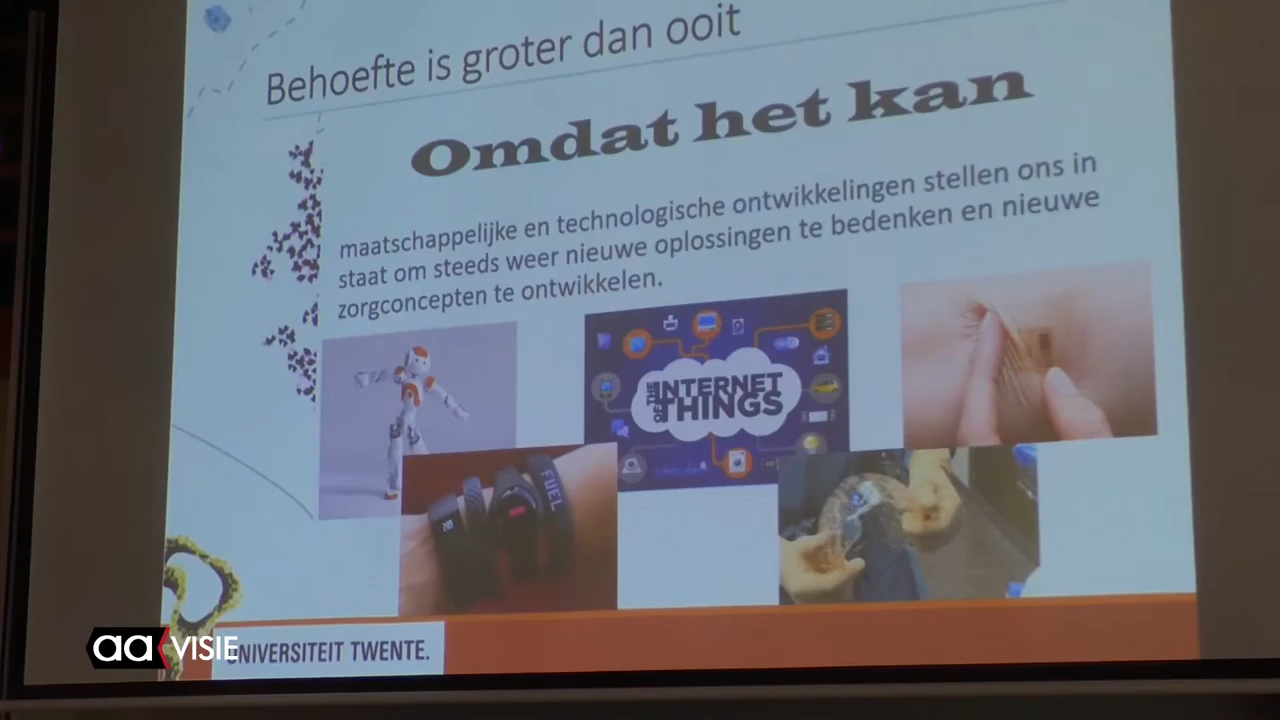 Behoefte is groter dan ooit
Omdat het kan
maatschappelijke en technologische ontwikkelingen stellen ons in
staat om steeds weer nieuwe oplossingen te bedenken en nieuwe
zorgconcepten te ontwikkelen.
THE INTERNET
OF THINGS
FUEL
aa VISIE
UNIVERSITEIT TWENTE.